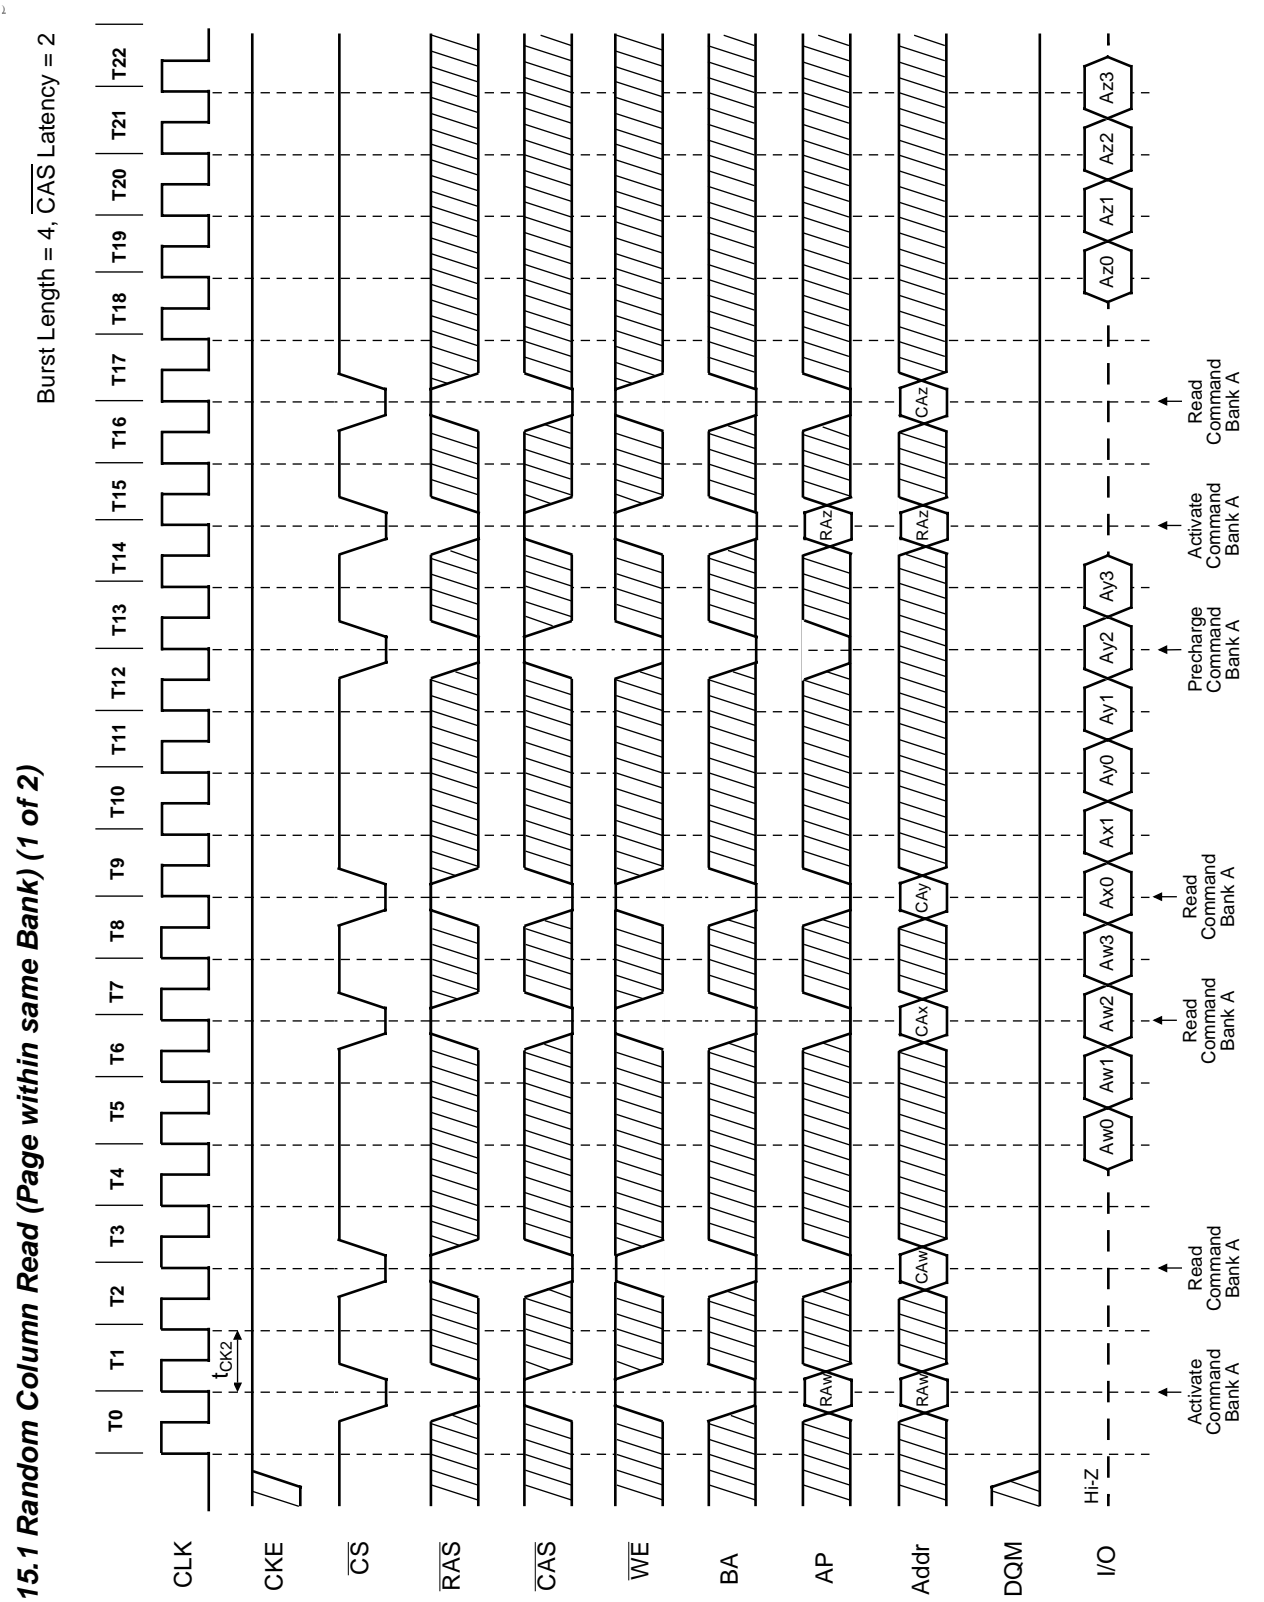 15.1 Random Column Read (Page within same Bank) (1 of 2)
Burst Length = 4, CAS Latency = 2
T0 T1 T2 T3 T4 T5 T6 T7 T8 T9 T10 T11 T12 T13 T14 T15 T16 T17 T18 T19 T20 T21 T22
CLK
tCK2
CKE
CS
RAS
CAS
WE
BA
AP
RAw RAz
Addr
RAw CAw CAx CAy RAz CAz
DQM
I/O
Hi-Z
Aw0 Aw1 Aw2 Aw3 Ax0 Ax1 Ay0 Ay1 Ay2 Ay3 Az0 Az1 Az2 Az3
Activate
Command
Bank A
Read
Command
Bank A
Read
Command
Bank A
Read
Command
Bank A
Precharge
Command
Bank A
Activate
Command
Bank A
Read
Command
Bank A